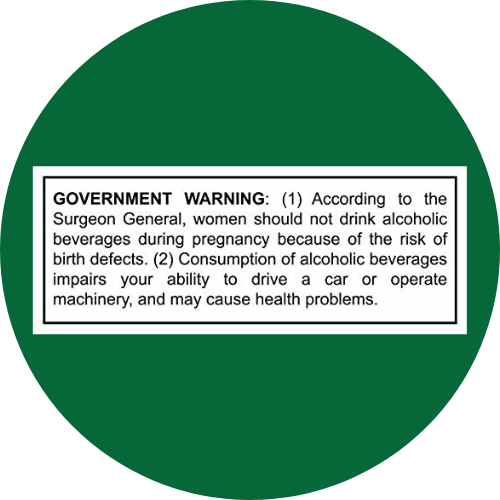 GOVERNMENT WARNING: (1) According to the
Surgeon General, women should not drink alcoholic
beverages during pregnancy because of the risk of
birth defects. (2) Consumption of alcoholic beverages
impairs your ability to drive a car or operate
machinery, and may cause health problems.